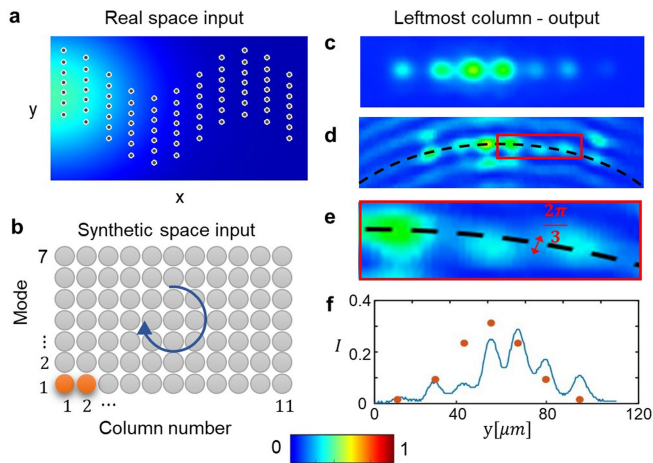 a Real space input
y
x
b Synthetic space input
Mode
7
⋮
2
1
1 2 ... 11
Column number
0 1
Leftmost column - output
c
d
e
2π
3
f
0.4
I
0.2
0
0 40 80 120
y[μm]